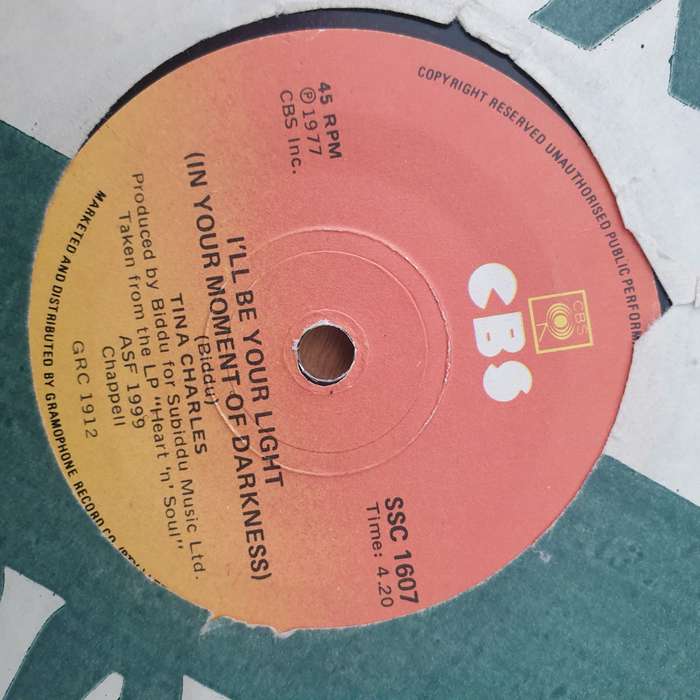 COPYRIGHT RESERVED UNAUTHORISED PUBLIC PERFORM
CBS
CBS
45 RPM
Ⓟ1977
CBS Inc.
SSC 1607
Time: 4.20
I'LL BE YOUR LIGHT
(IN YOUR MOMENT OF DARKNESS)
(Biddu)
TINA CHARLES
Produced by Biddu for Subiddu Music Ltd.
Taken from the LP "Heart 'n' Soul"
ASF 1999
Chappell
GRC 1912
MARKETED AND DISTRIBUTED BY GRAMOPHONE RECORD CO.